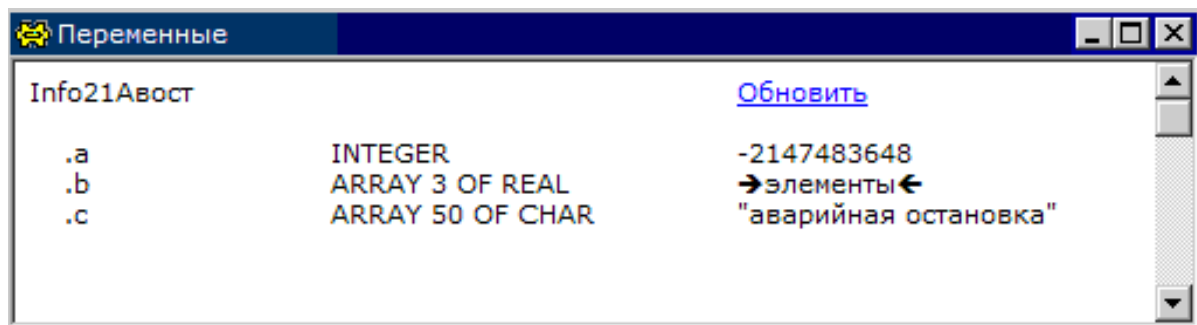 Переменные
Info21Авост Обновить
.a INTEGER -2147483648
.b ARRAY 3 OF REAL ➔элементы🡸
.c ARRAY 50 OF CHAR "аварийная остановка"